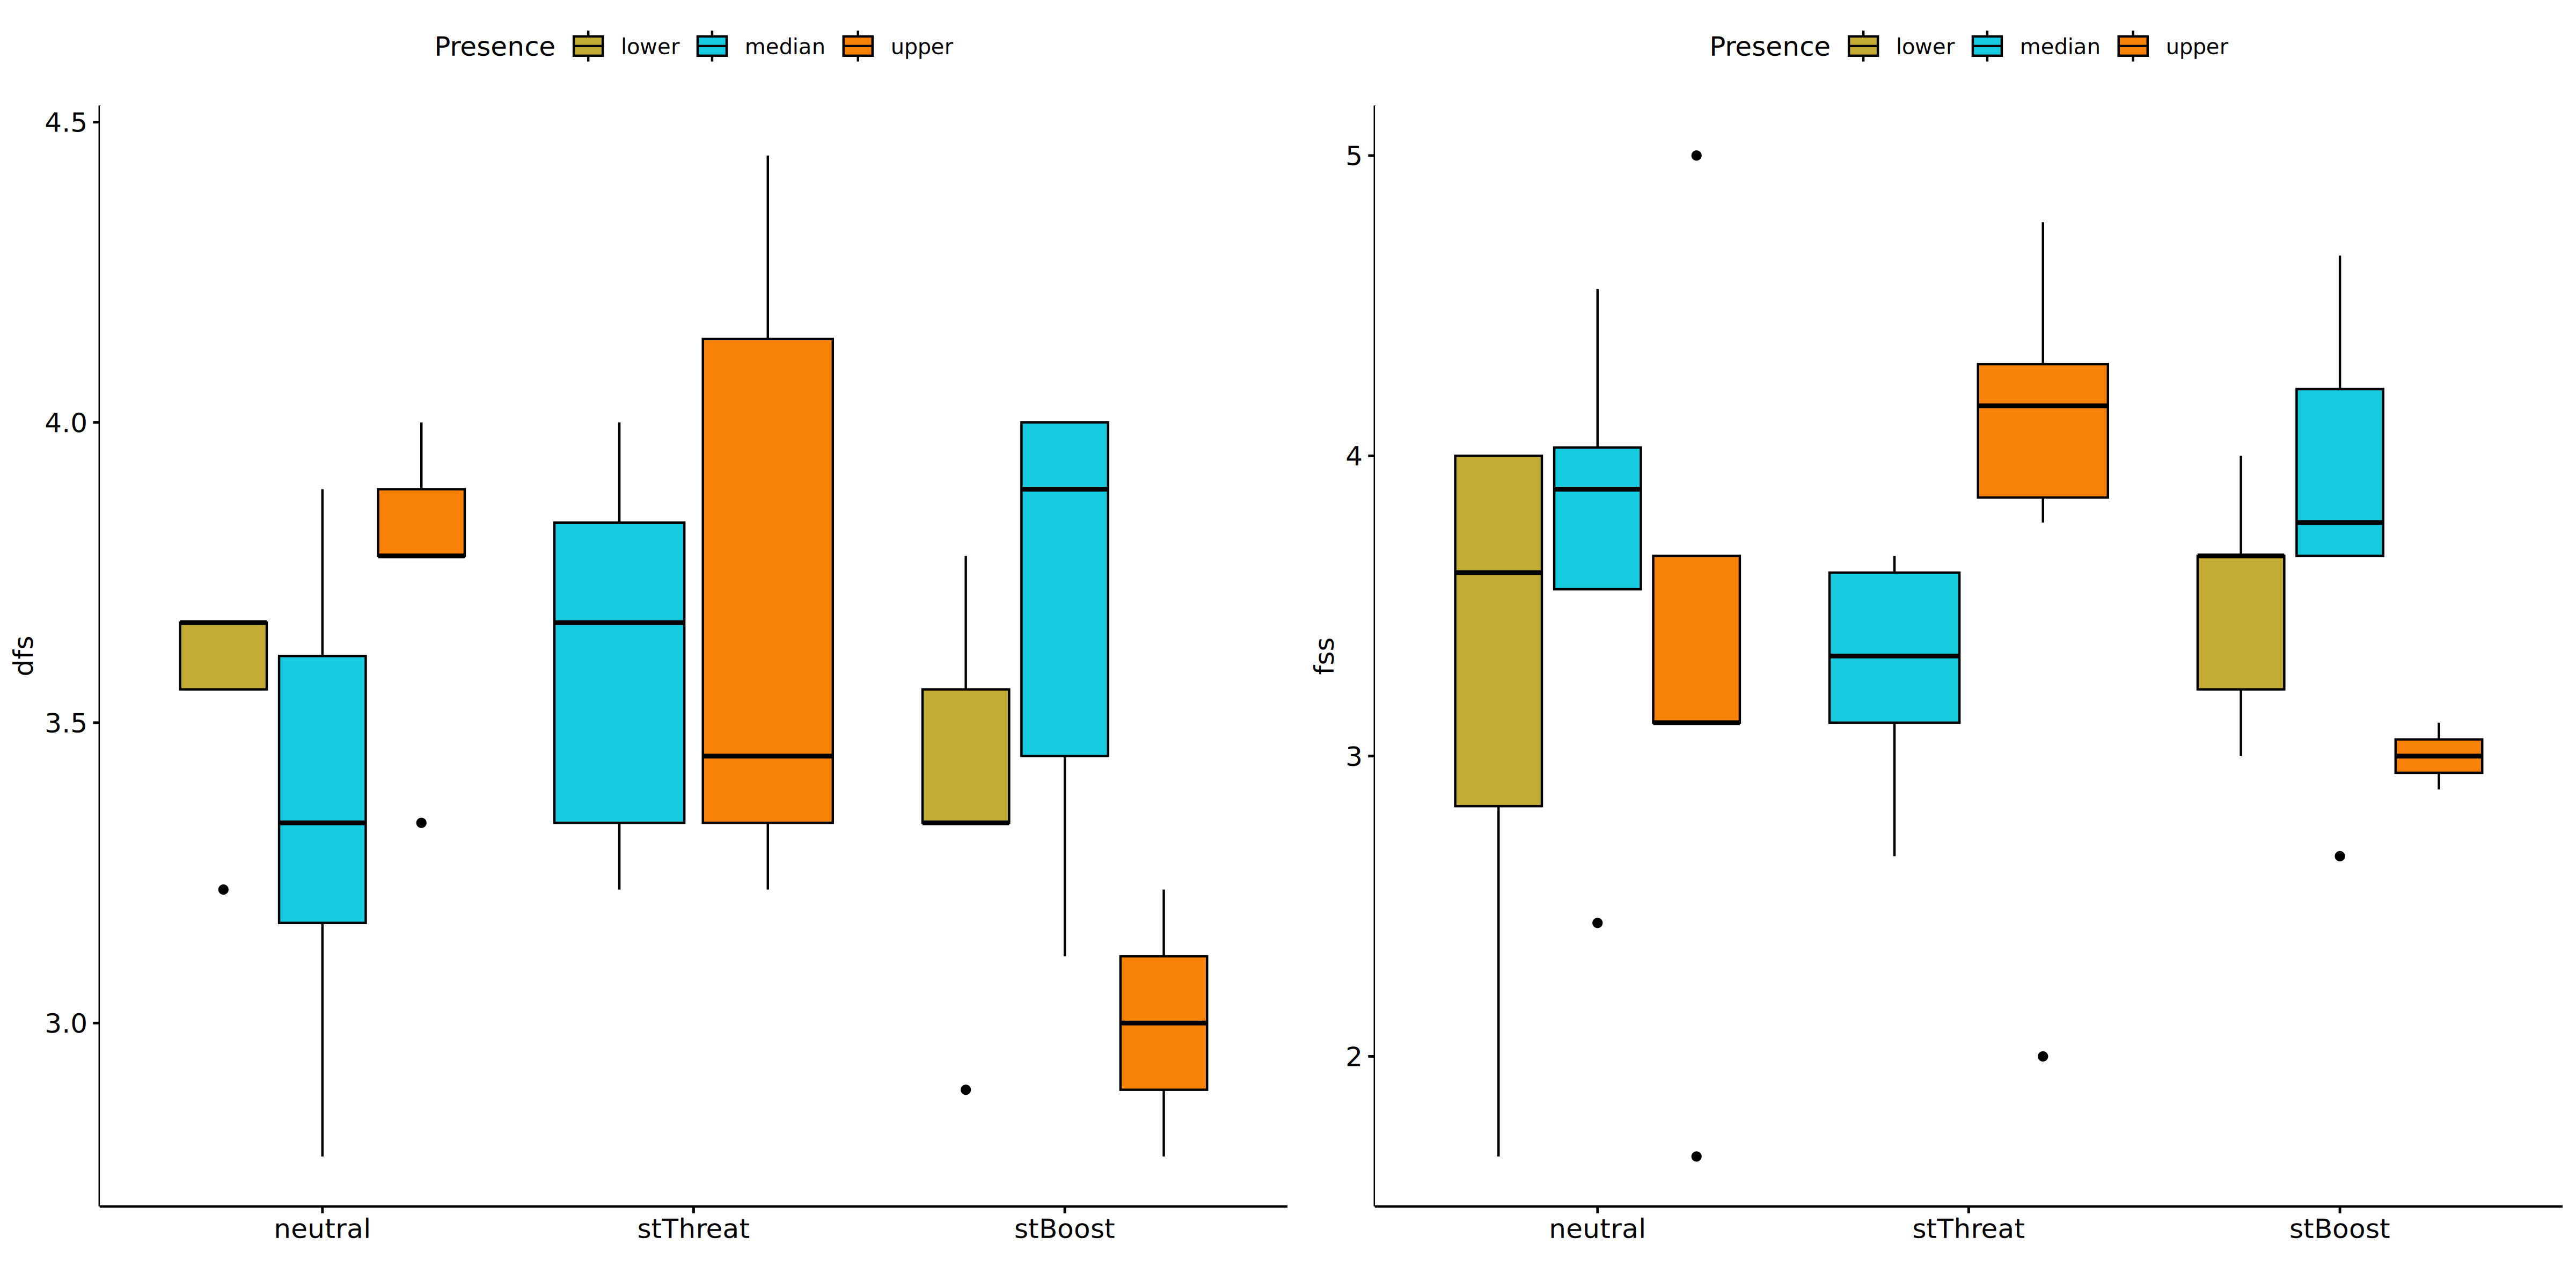 Presence lower median upper
4.5
4.0
3.5
3.0
dfs
neutral stThreat stBoost
Presence lower median upper
5
4
3
2
fss
neutral stThreat stBoost